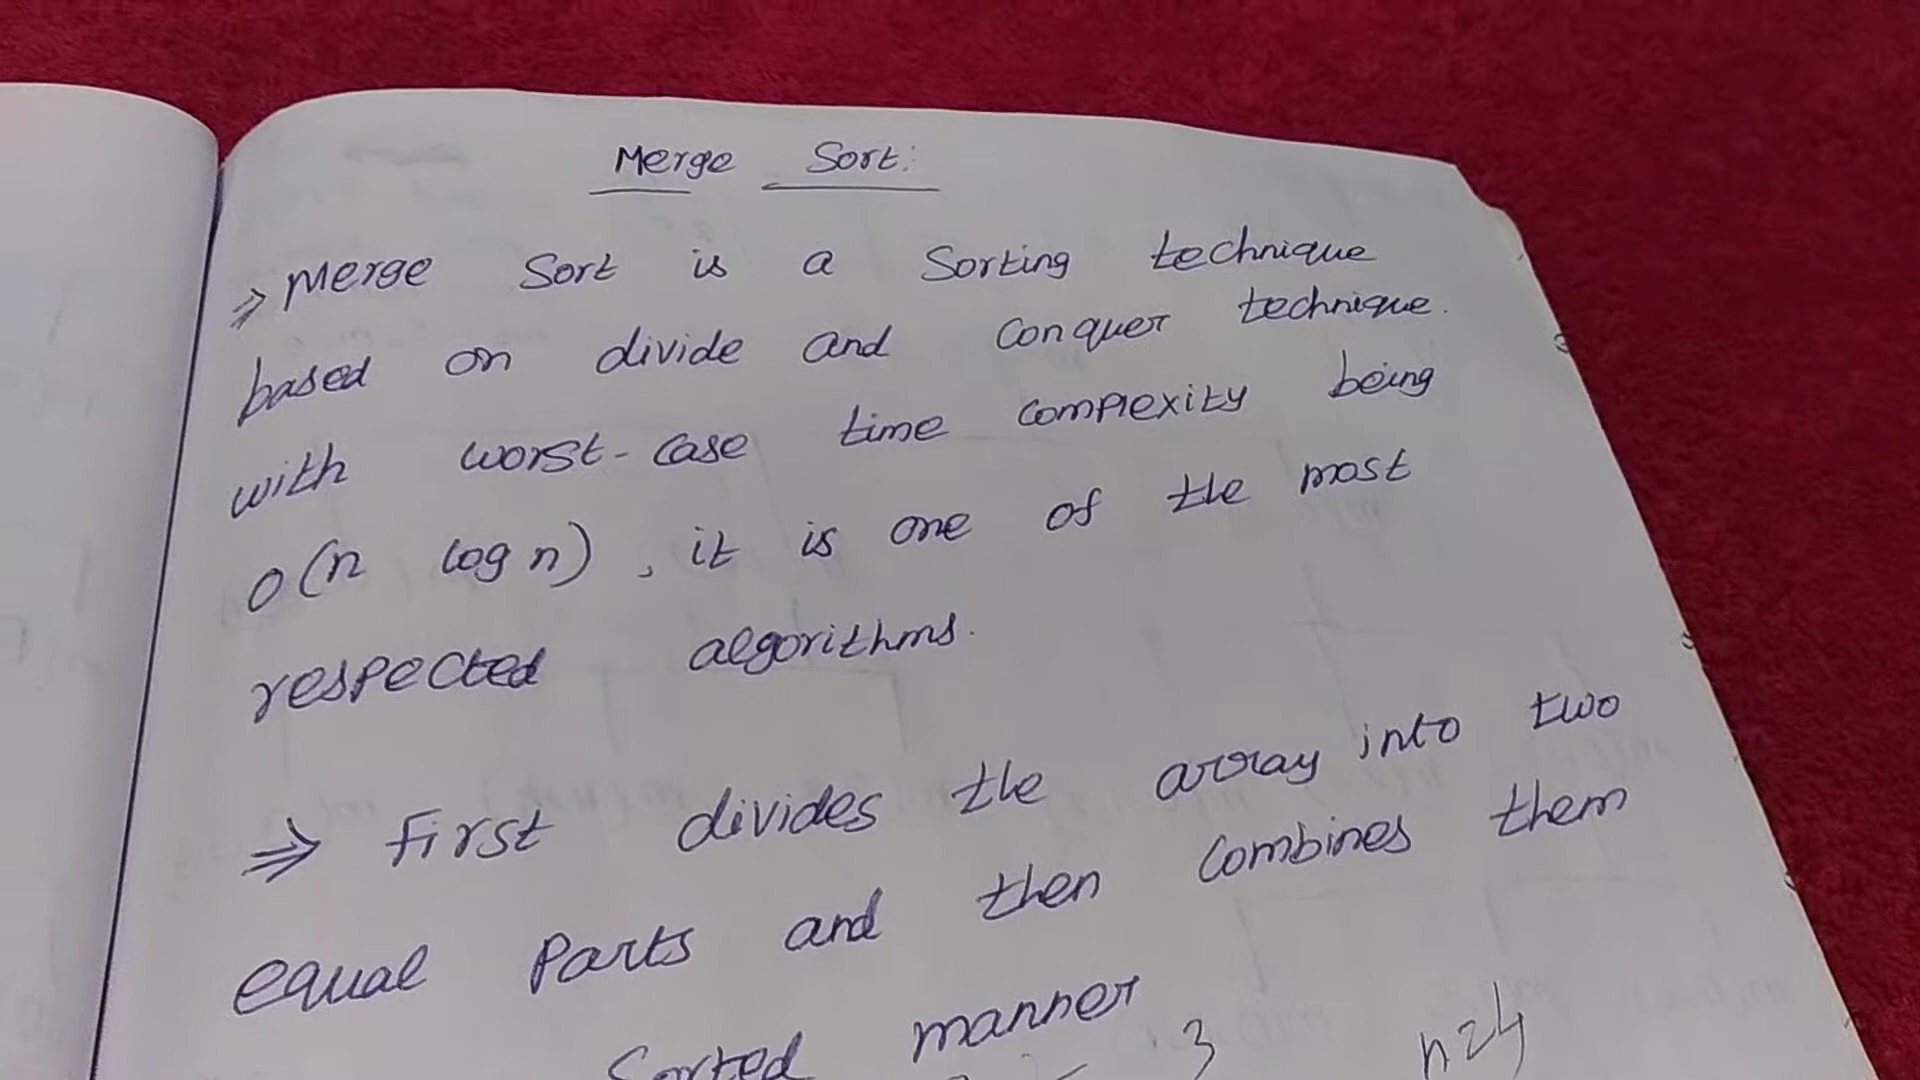 Merge Sort:
⇒ Merge Sort is a Sorting technique
based on divide and Conquer technique.
with worst-case time complexity being
O(n log n), it is one of the most
respected algorithms.
⇒ First divides the array into two
equal Parts and then Combines them
Sorted manner
3 n=4